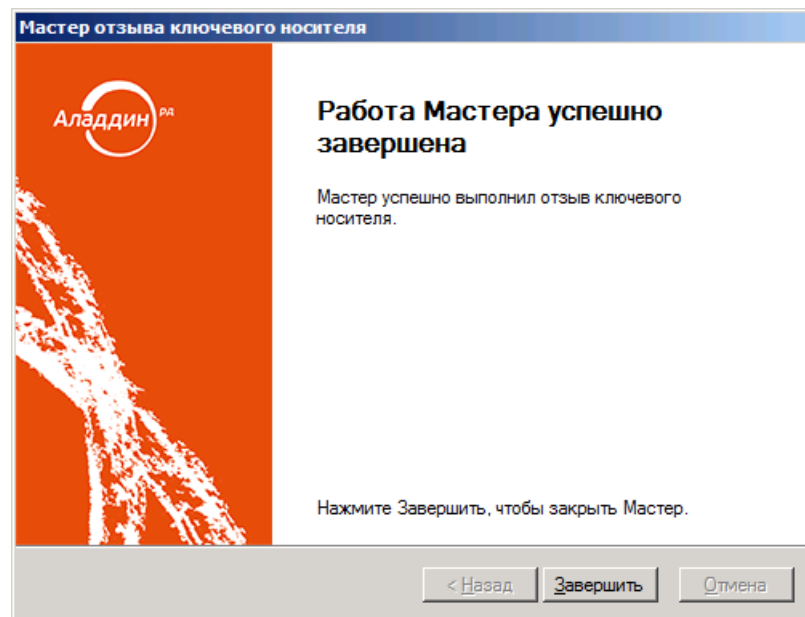 Мастер отзыва ключевого носителя
Аладдин РД
Работа Мастера успешно
завершена
Мастер успешно выполнил отзыв ключевого
носителя.
Нажмите Завершить, чтобы закрыть Мастер.
< Назад Завершить Отмена